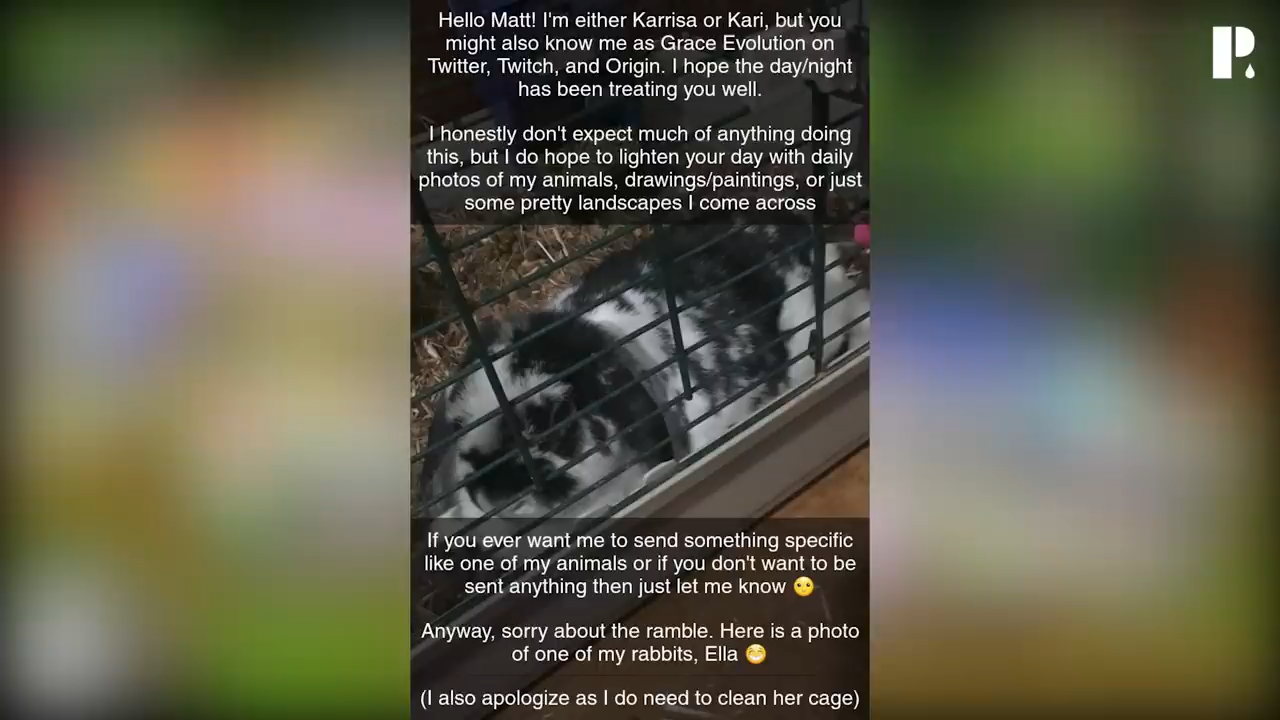 Hello Matt! I'm either Karrisa or Kari, but you
might also know me as Grace Evolution on
Twitter, Twitch, and Origin. I hope the day/night
has been treating you well.
I honestly don't expect much of anything doing
this, but I do hope to lighten your day with daily
photos of my animals, drawings/paintings, or just
some pretty landscapes I come across
If you ever want me to send something specific
like one of my animals or if you don't want to be
sent anything then just let me know 😶
Anyway, sorry about the ramble. Here is a photo
of one of my rabbits, Ella 😁
(I also apologize as I do need to clean her cage)
P.